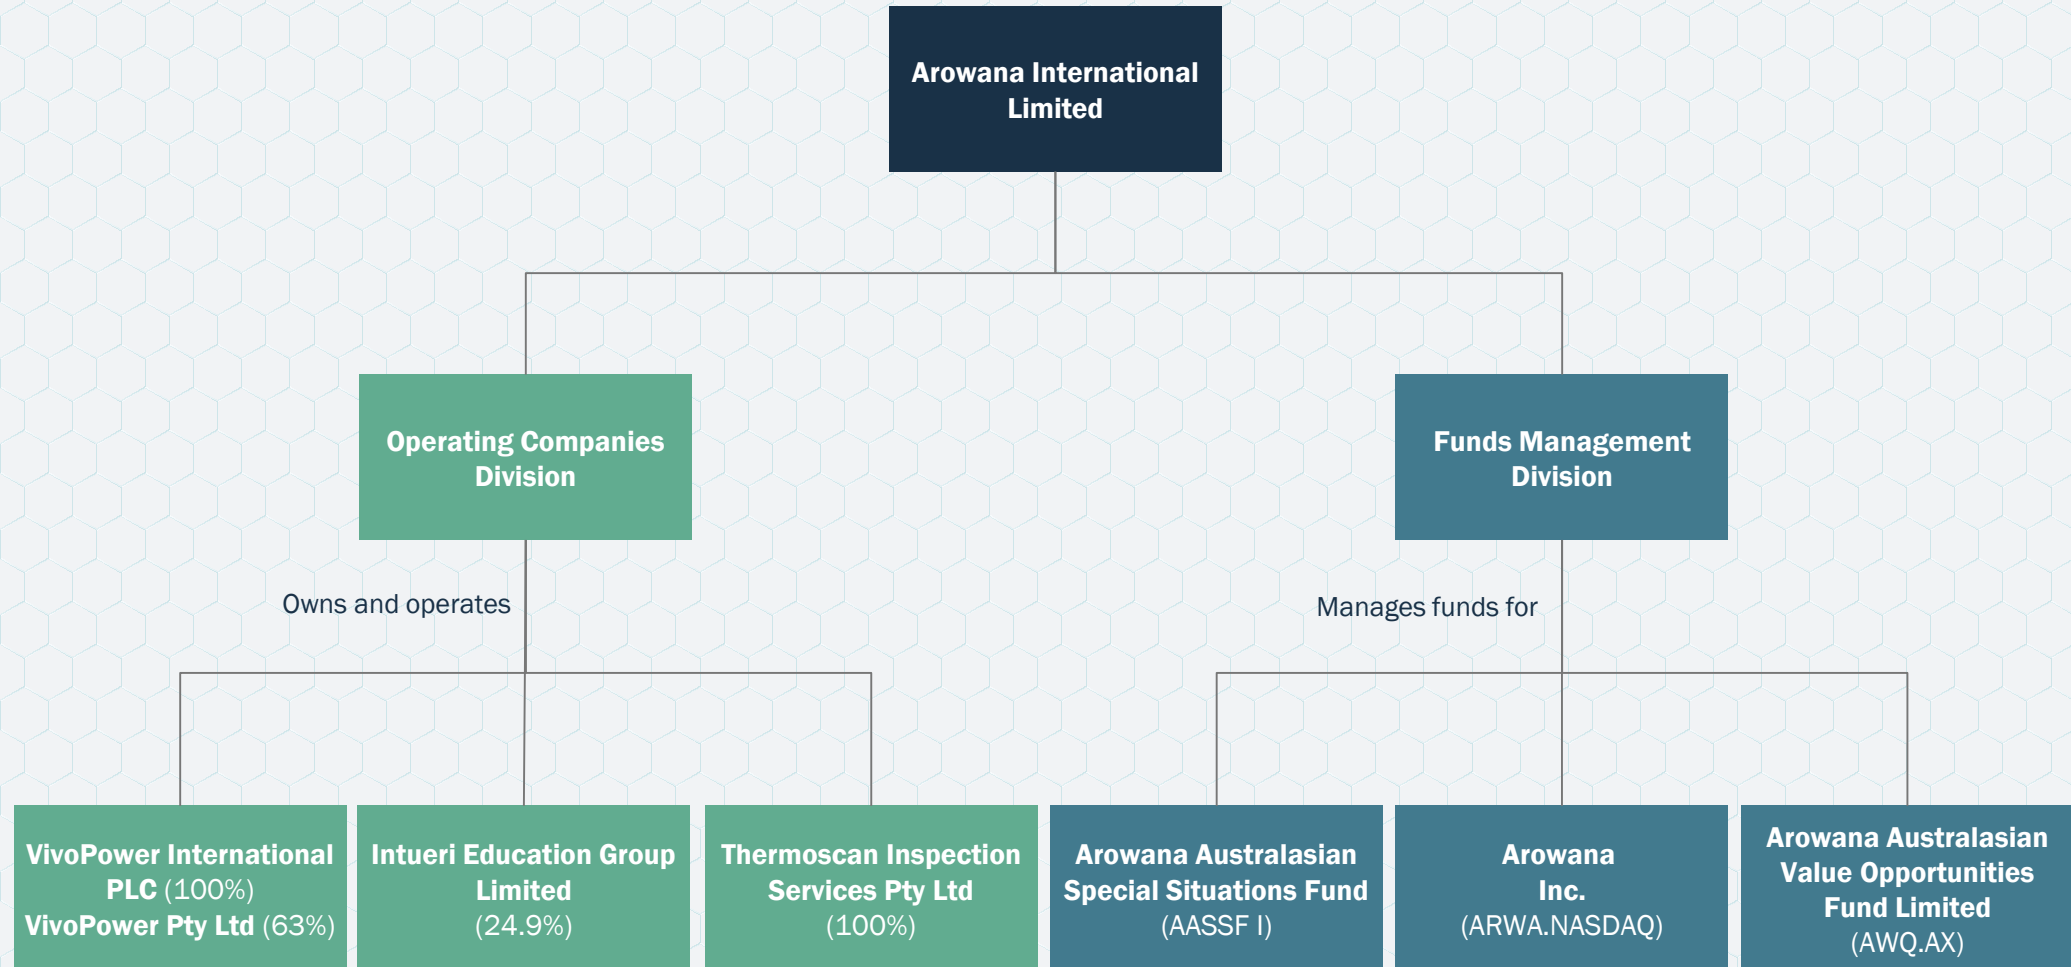 Arowana International
Limited
Operating Companies
Division
Funds Management
Division
Owns and operates
Manages funds for
VivoPower International
PLC (100%)
VivoPower Pty Ltd (63%)
Intueri Education Group
Limited
(24.9%)
Thermoscan Inspection
Services Pty Ltd
(100%)
Arowana Australasian
Special Situations Fund
(AASSF I)
Arowana
Inc.
(ARWA.NASDAQ)
Arowana Australasian
Value Opportunities
Fund Limited
(AWQ.AX)